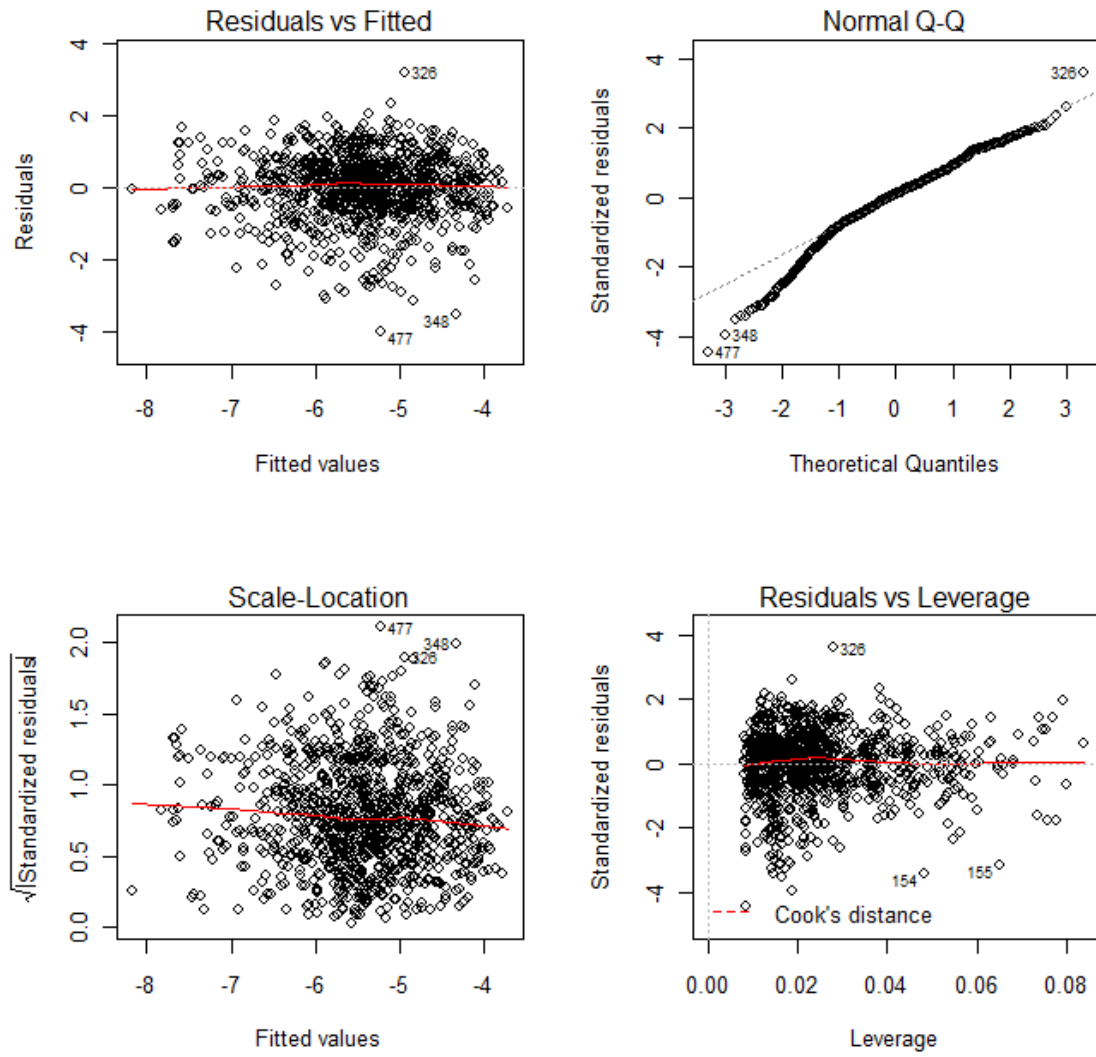 Residuals vs Fitted
Residuals
4
2
0
-2
-4
326
348
477
-8 -7 -6 -5 -4
Fitted values
Normal Q-Q
Standardized residuals
4
2
0
-2
-4
326
348
477
-3 -2 -1 0 1 2 3
Theoretical Quantiles
Scale-Location
√|Standardized residuals|
2.0
1.5
1.0
0.5
0.0
477
348
326
-8 -7 -6 -5 -4
Fitted values
Residuals vs Leverage
Standardized residuals
4
2
0
-2
-4
326
154
155
Cook's distance
0.00 0.02 0.04 0.06 0.08
Leverage